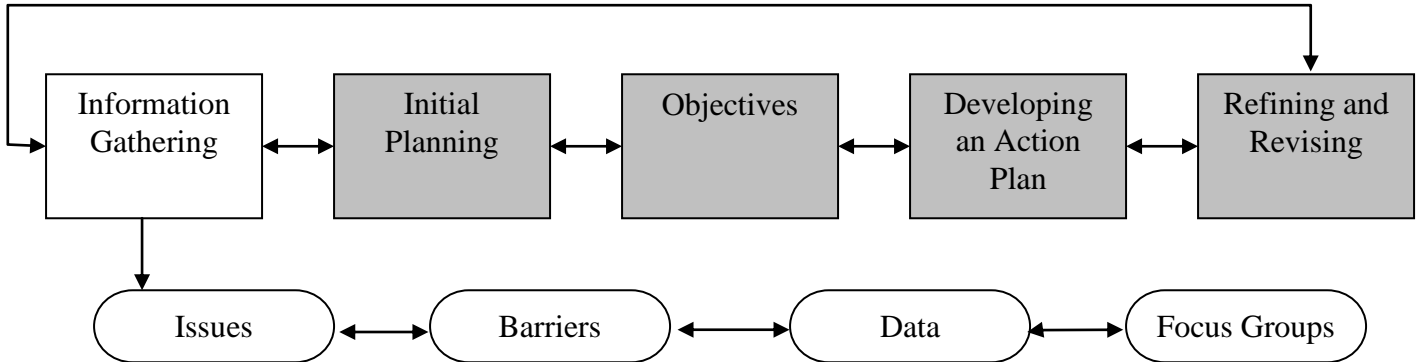 Information
Gathering
Initial
Planning
Objectives
Developing
an Action
Plan
Refining and
Revising
Issues
Barriers
Data
Focus Groups